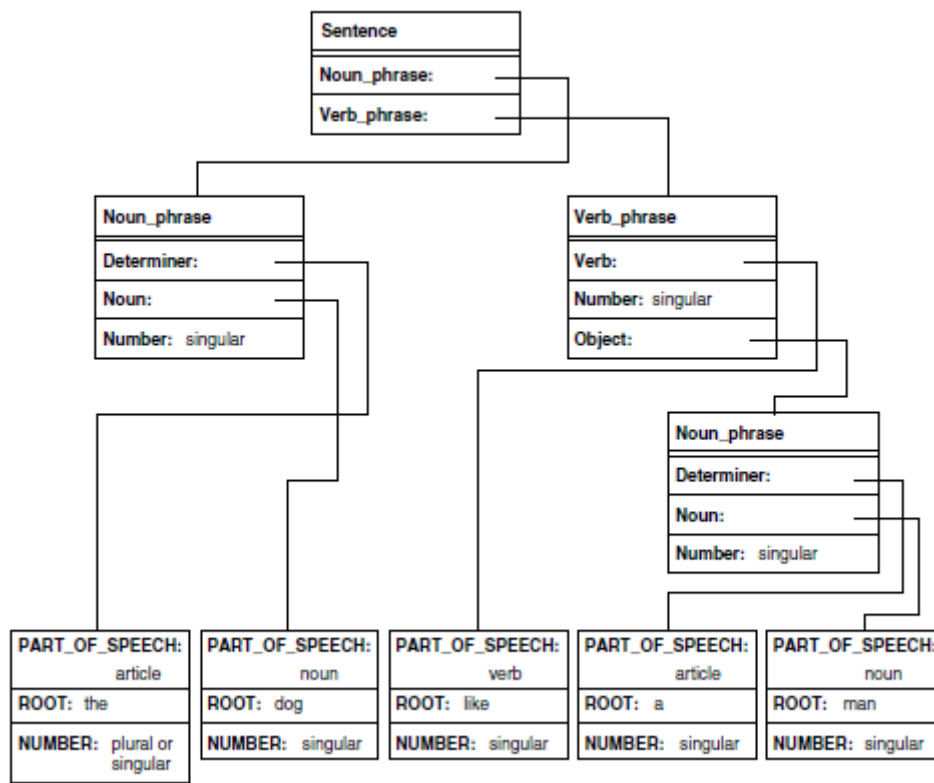 Sentence
Noun_phrase:
Verb_phrase:
Noun_phrase
Determiner:
Noun:
Number: singular
Verb_phrase
Verb:
Number: singular
Object:
Noun_phrase
Determiner:
Noun:
Number: singular
PART_OF_SPEECH:
article
ROOT: the
NUMBER: plural or
singular
PART_OF_SPEECH:
noun
ROOT: dog
NUMBER: singular
PART_OF_SPEECH:
verb
ROOT: like
NUMBER: singular
PART_OF_SPEECH:
article
ROOT: a
NUMBER: singular
PART_OF_SPEECH:
noun
ROOT: man
NUMBER: singular